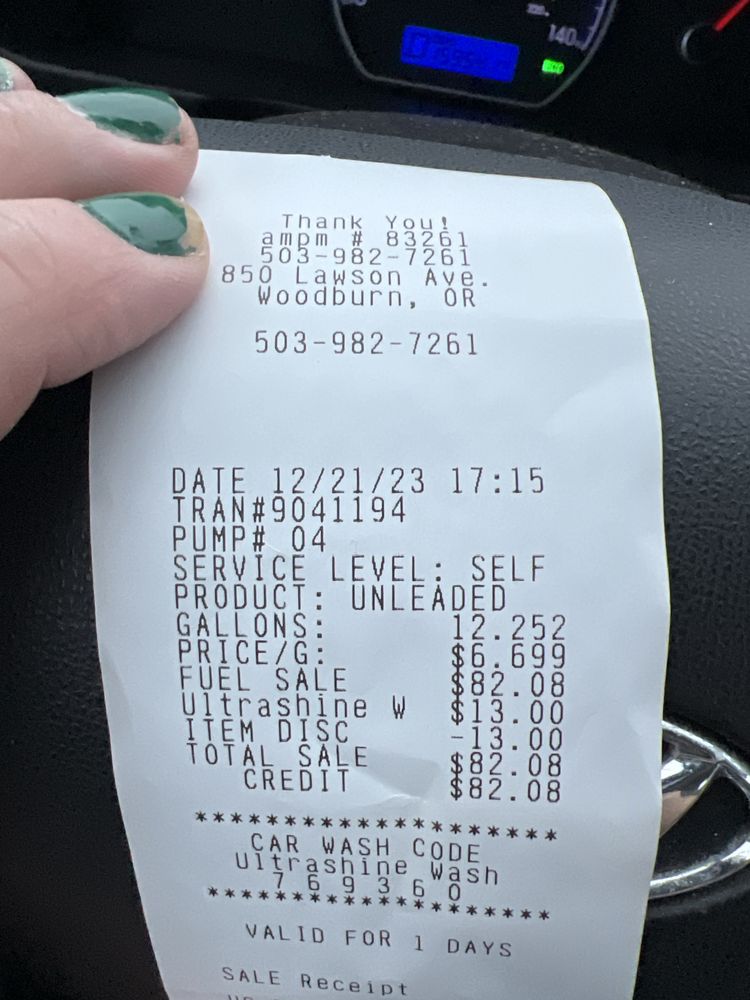 140
Thank You!
ampm # 83261
503-982-7261
850 Lawson Ave.
Woodburn, OR
503-982-7261
DATE 12/21/23 17:15
TRAN#9041194
PUMP# 04
SERVICE LEVEL: SELF
PRODUCT: UNLEADED
GALLONS: 12.252
PRICE/G: $6.699
FUEL SALE $82.08
Ultrashine W $13.00
ITEM DISC -13.00
TOTAL SALE $82.08
CREDIT $82.08
********************
CAR WASH CODE
Ultrashine Wash
7 6 9 3 6 0
********************
VALID FOR 1 DAYS
SALE Receipt